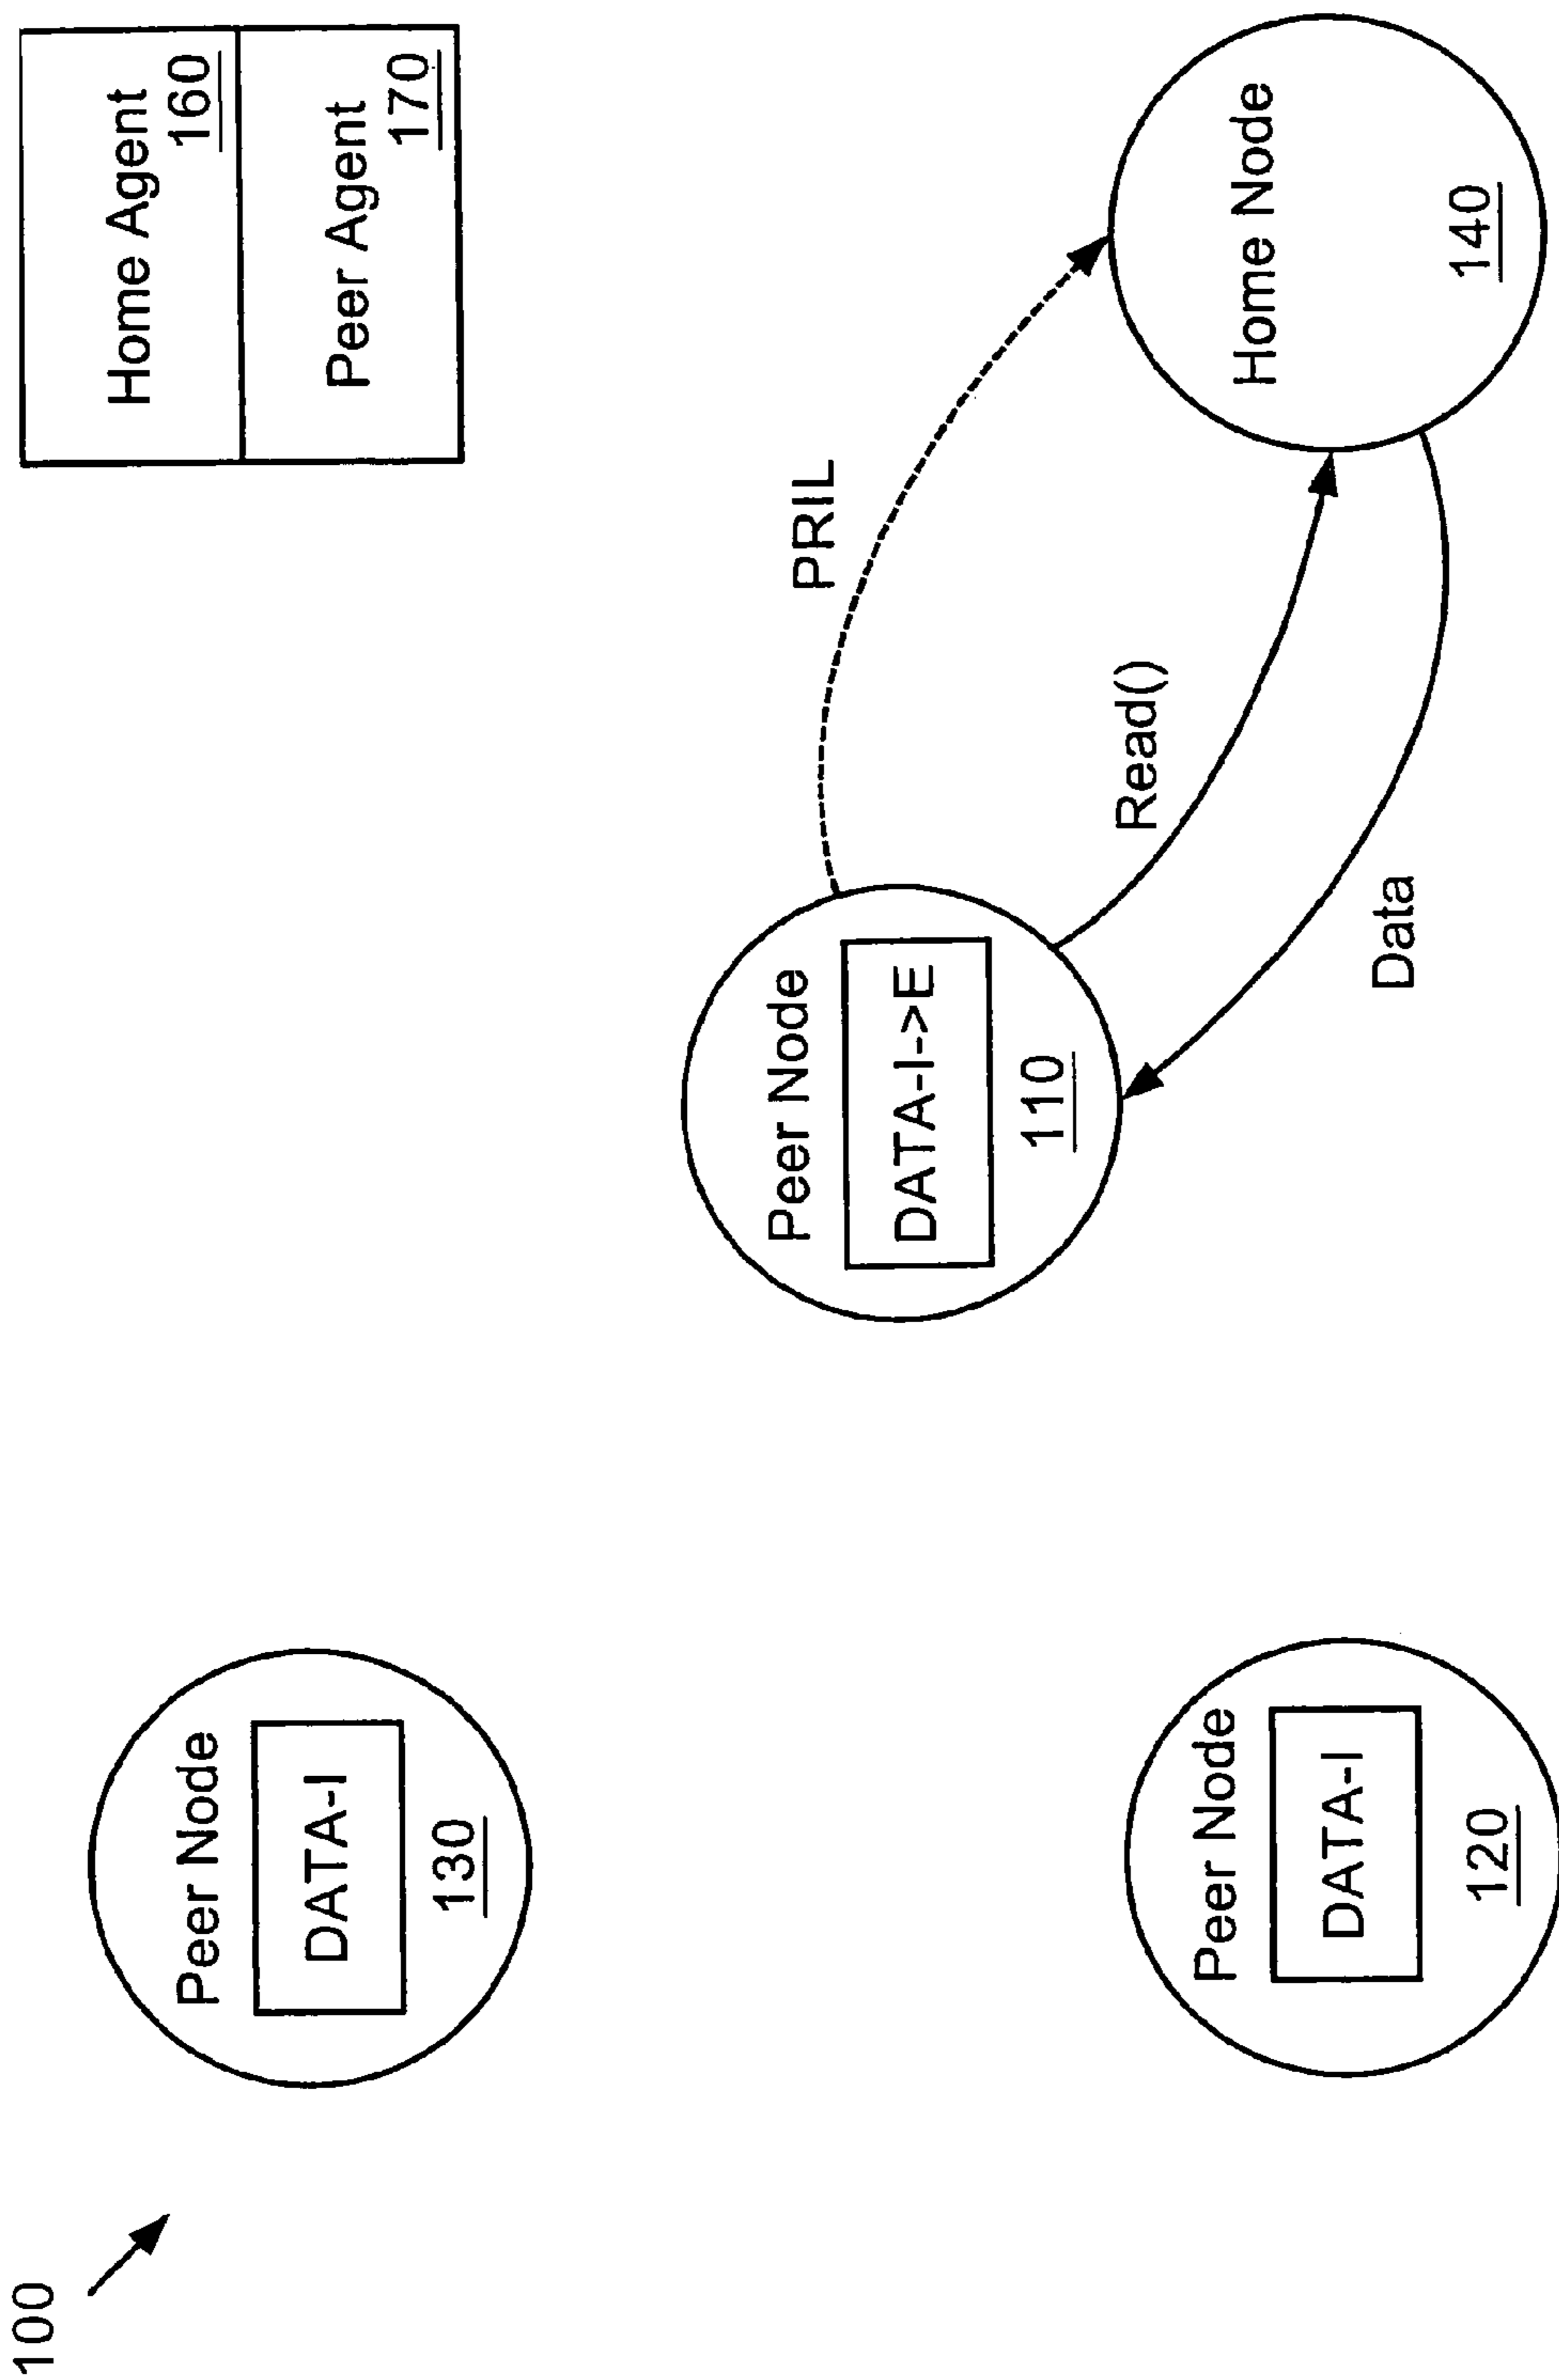 100
Peer Node
DATA-I
130
Home Agent
160
Peer Agent
170
Peer Node
DATA-I->E
110
PRIL
Read()
Data
Peer Node
DATA-I
120
Home Node
140